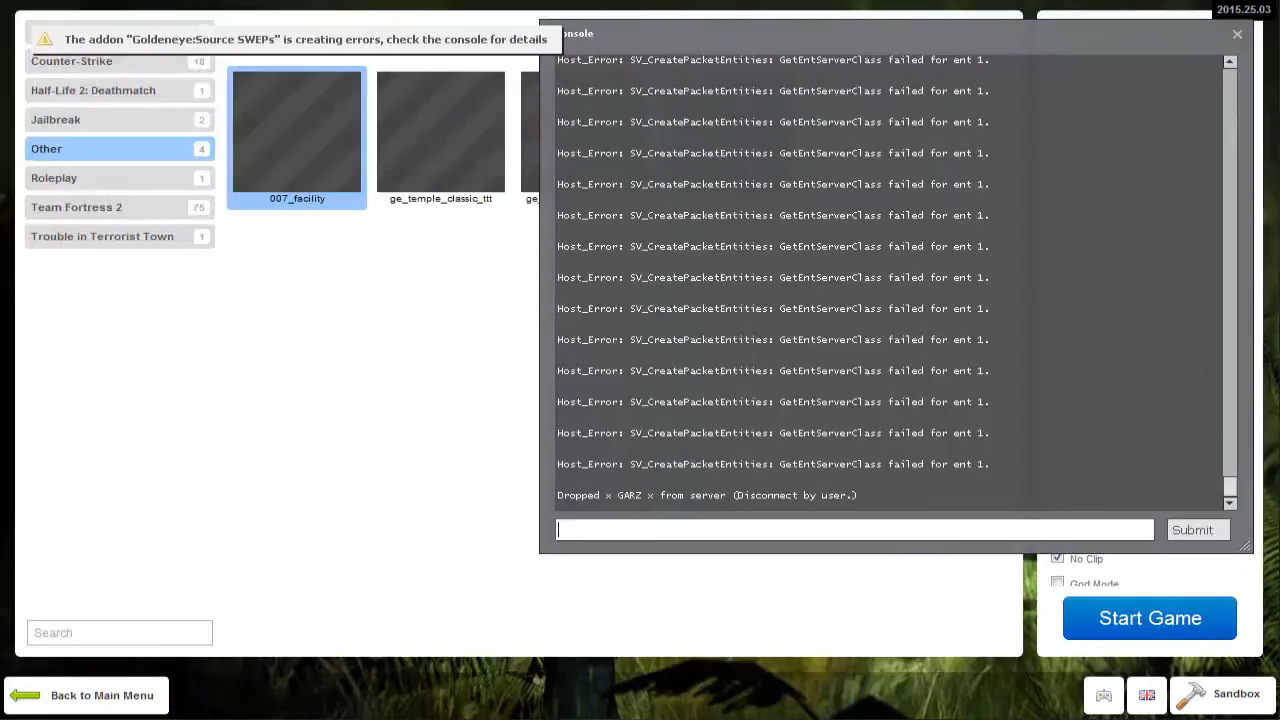 2015.25.03
The addon "Goldeneye:Source SWEPs" is creating errors, check the console for details
onsole
Counter-Strike 18
Half-Life 2: Deathmatch 1
Jailbreak 2
Other 4
Roleplay 1
Team Fortress 2 75
Trouble in Terrorist Town 1
007_facility
ge_temple_classic_ttt
ge_
Host_Error: SV_CreatePacketEntities: GetEntServerClass failed for ent 1.
Host_Error: SV_CreatePacketEntities: GetEntServerClass failed for ent 1.
Host_Error: SV_CreatePacketEntities: GetEntServerClass failed for ent 1.
Host_Error: SV_CreatePacketEntities: GetEntServerClass failed for ent 1.
Host_Error: SV_CreatePacketEntities: GetEntServerClass failed for ent 1.
Host_Error: SV_CreatePacketEntities: GetEntServerClass failed for ent 1.
Host_Error: SV_CreatePacketEntities: GetEntServerClass failed for ent 1.
Host_Error: SV_CreatePacketEntities: GetEntServerClass failed for ent 1.
Host_Error: SV_CreatePacketEntities: GetEntServerClass failed for ent 1.
Host_Error: SV_CreatePacketEntities: GetEntServerClass failed for ent 1.
Host_Error: SV_CreatePacketEntities: GetEntServerClass failed for ent 1.
Host_Error: SV_CreatePacketEntities: GetEntServerClass failed for ent 1.
Host_Error: SV_CreatePacketEntities: GetEntServerClass failed for ent 1.
Host_Error: SV_CreatePacketEntities: GetEntServerClass failed for ent 1.
Dropped x GARZ x from server (Disconnect by user.)
Submit
No Clip
God Mode
Start Game
Search
Back to Main Menu
Sandbox